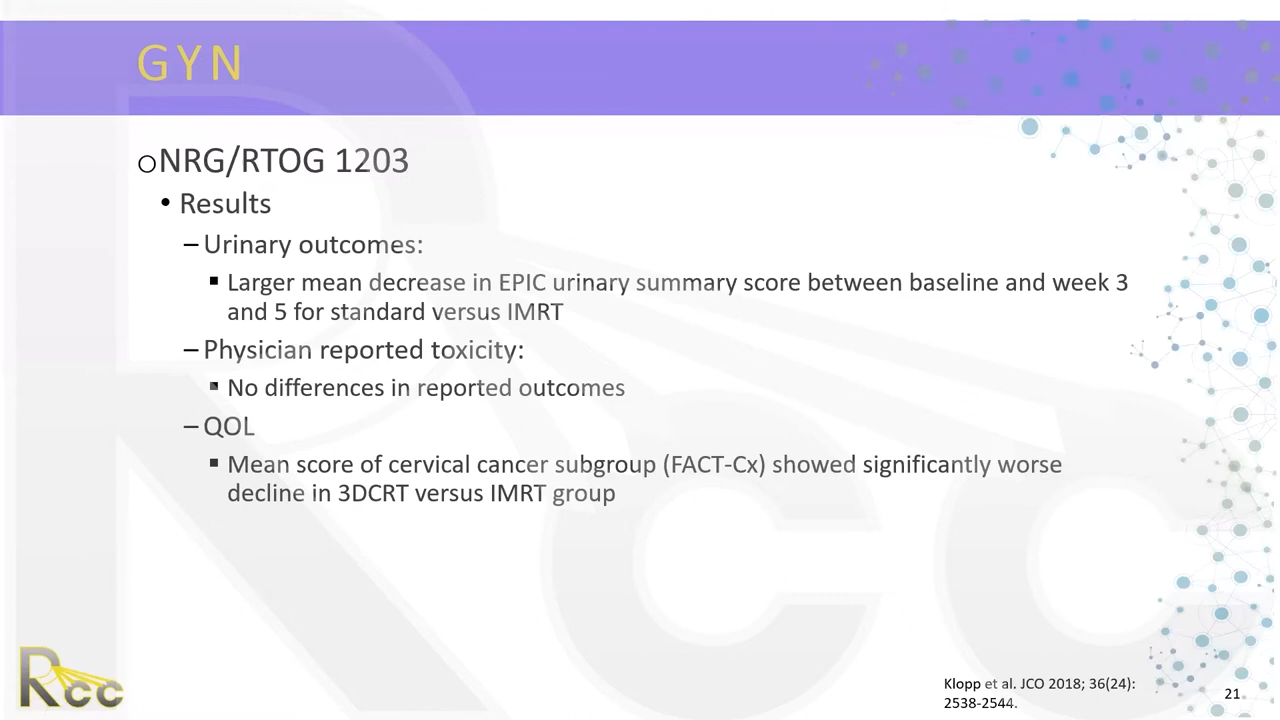 GYN
oNRG/RTOG 1203
• Results
–Urinary outcomes:
▪ Larger mean decrease in EPIC urinary summary score between baseline and week 3
and 5 for standard versus IMRT
–Physician reported toxicity:
▪ No differences in reported outcomes
–QOL
▪ Mean score of cervical cancer subgroup (FACT-Cx) showed significantly worse
decline in 3DCRT versus IMRT group
Rcc
Klopp et al. JCO 2018; 36(24):
2538-2544.
21